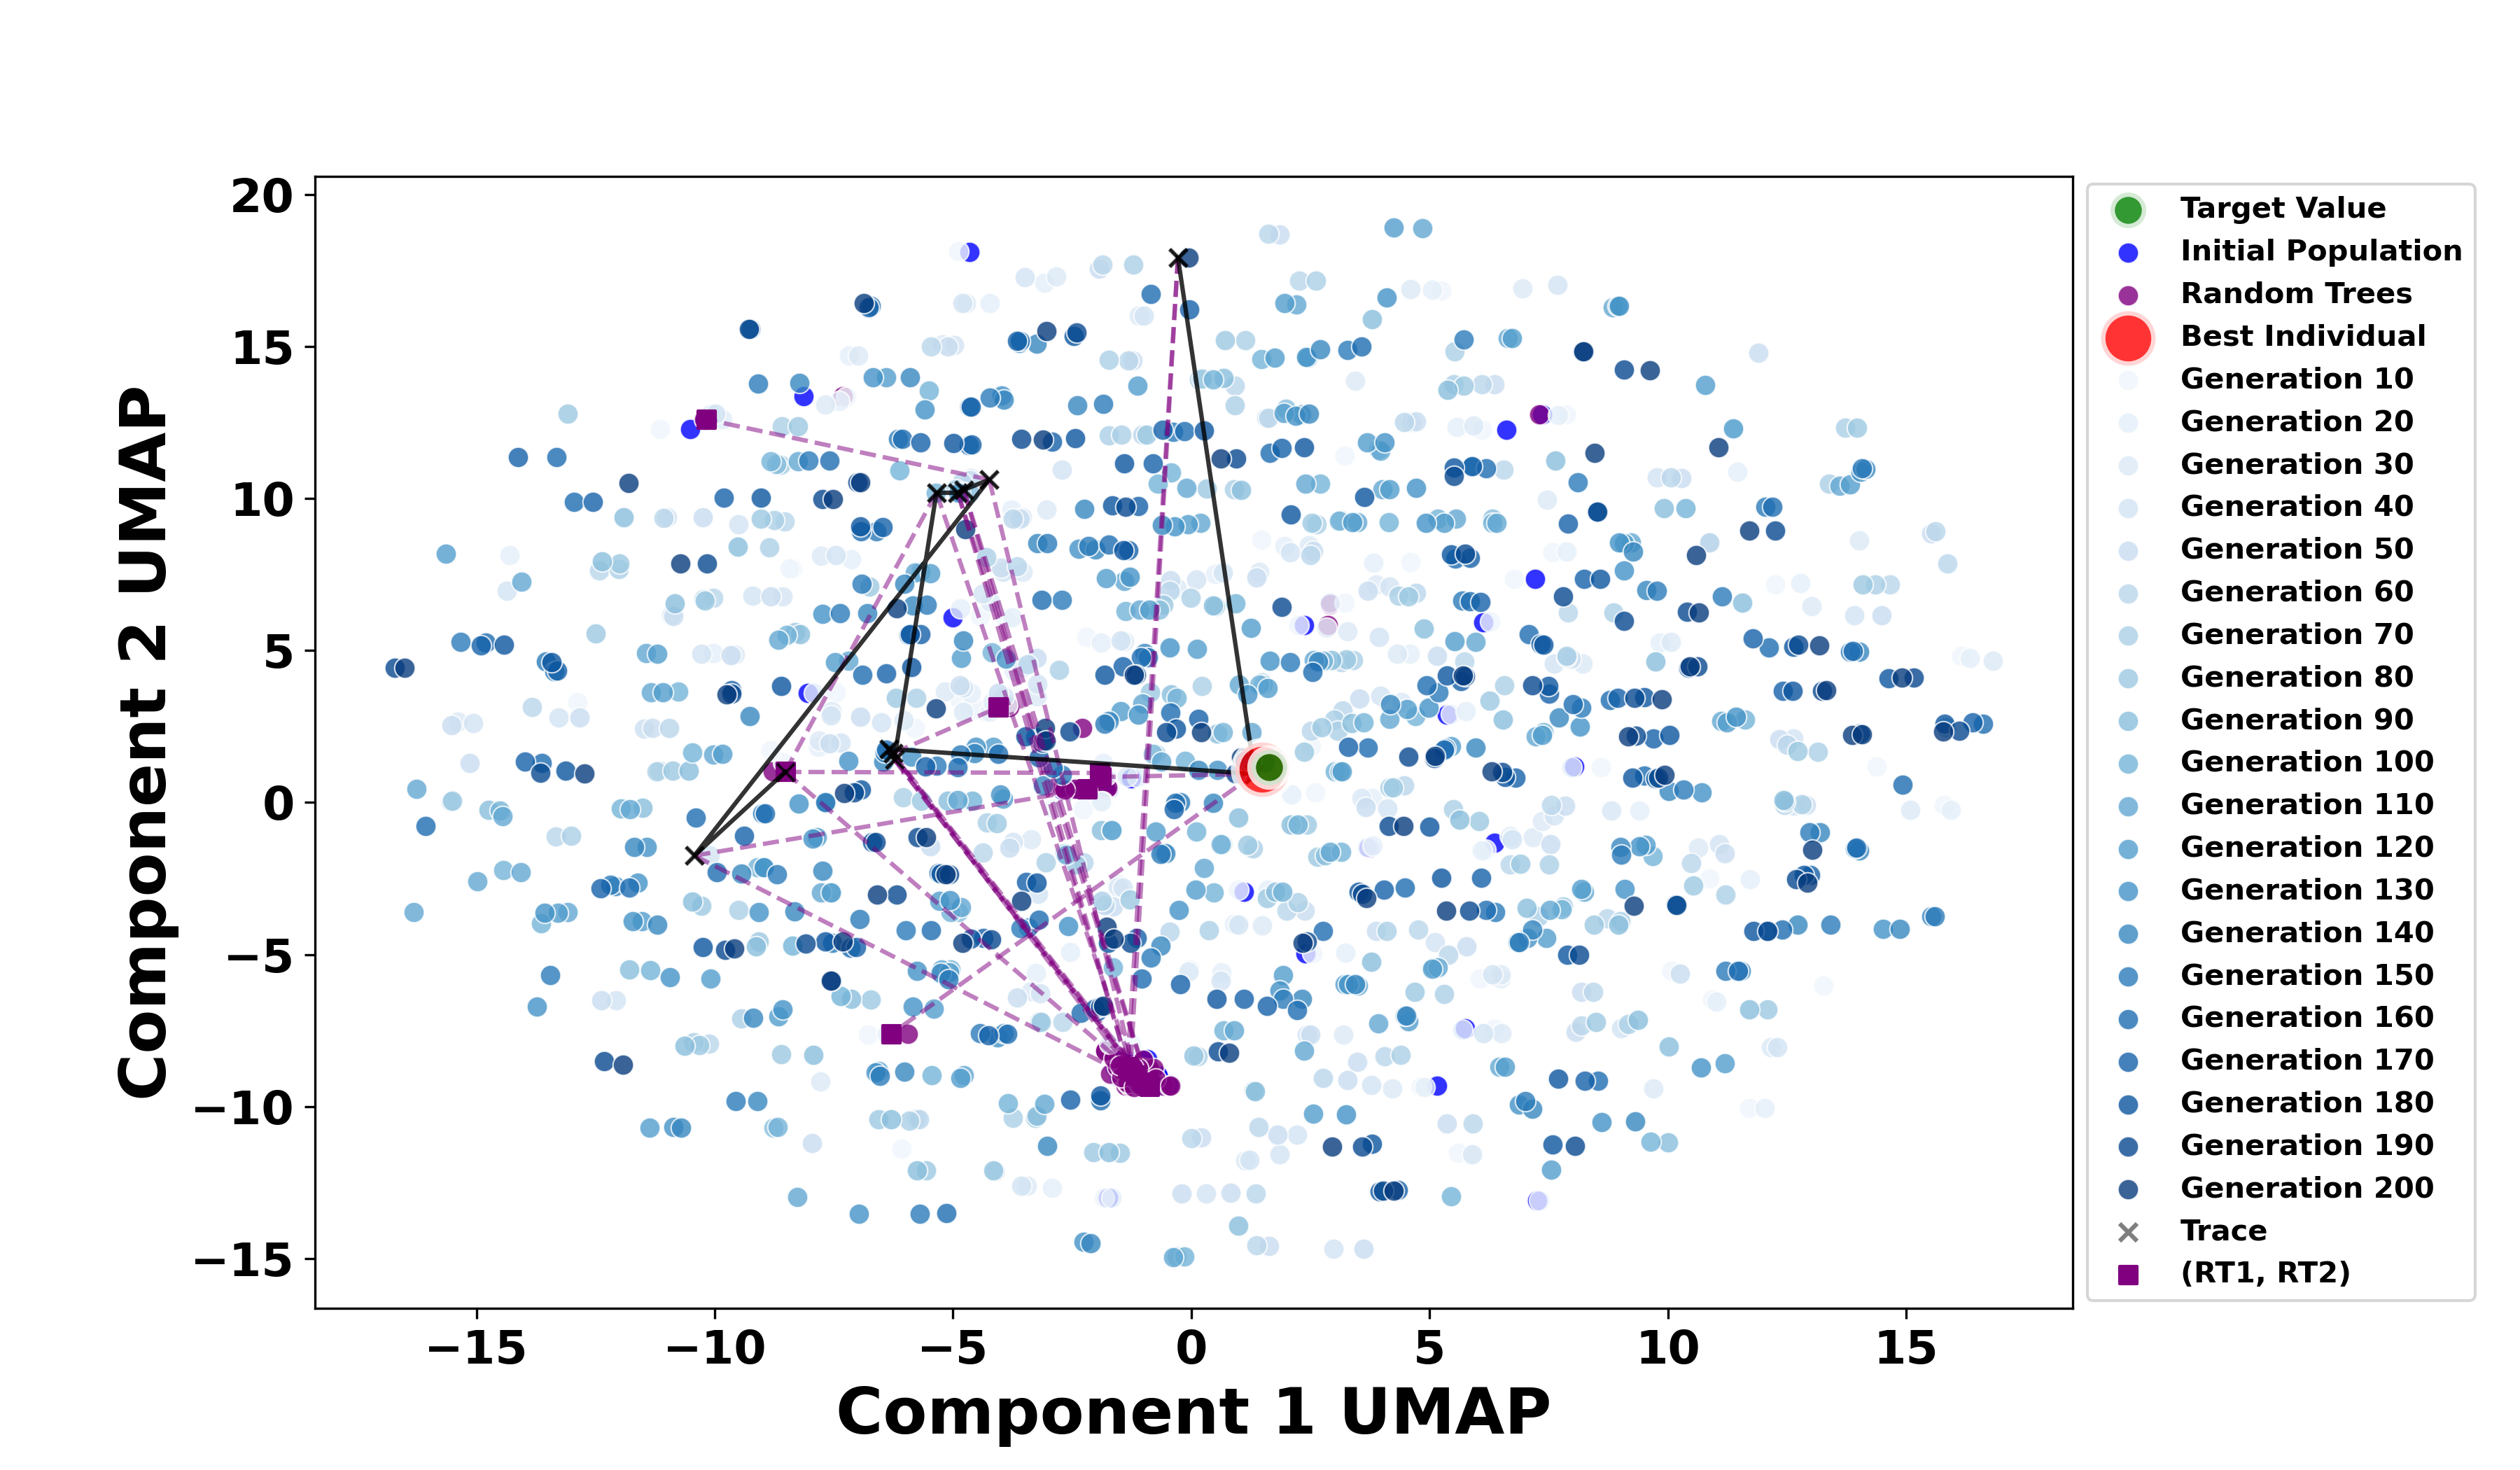 20
15
10
5
0
−5
−10
−15
Component 2 UMAP
−15
−10
−5
0
5
10
15
Component 1 UMAP
Target Value
Initial Population
Random Trees
Best Individual
Generation 10
Generation 20
Generation 30
Generation 40
Generation 50
Generation 60
Generation 70
Generation 80
Generation 90
Generation 100
Generation 110
Generation 120
Generation 130
Generation 140
Generation 150
Generation 160
Generation 170
Generation 180
Generation 190
Generation 200
Trace
(RT1, RT2)